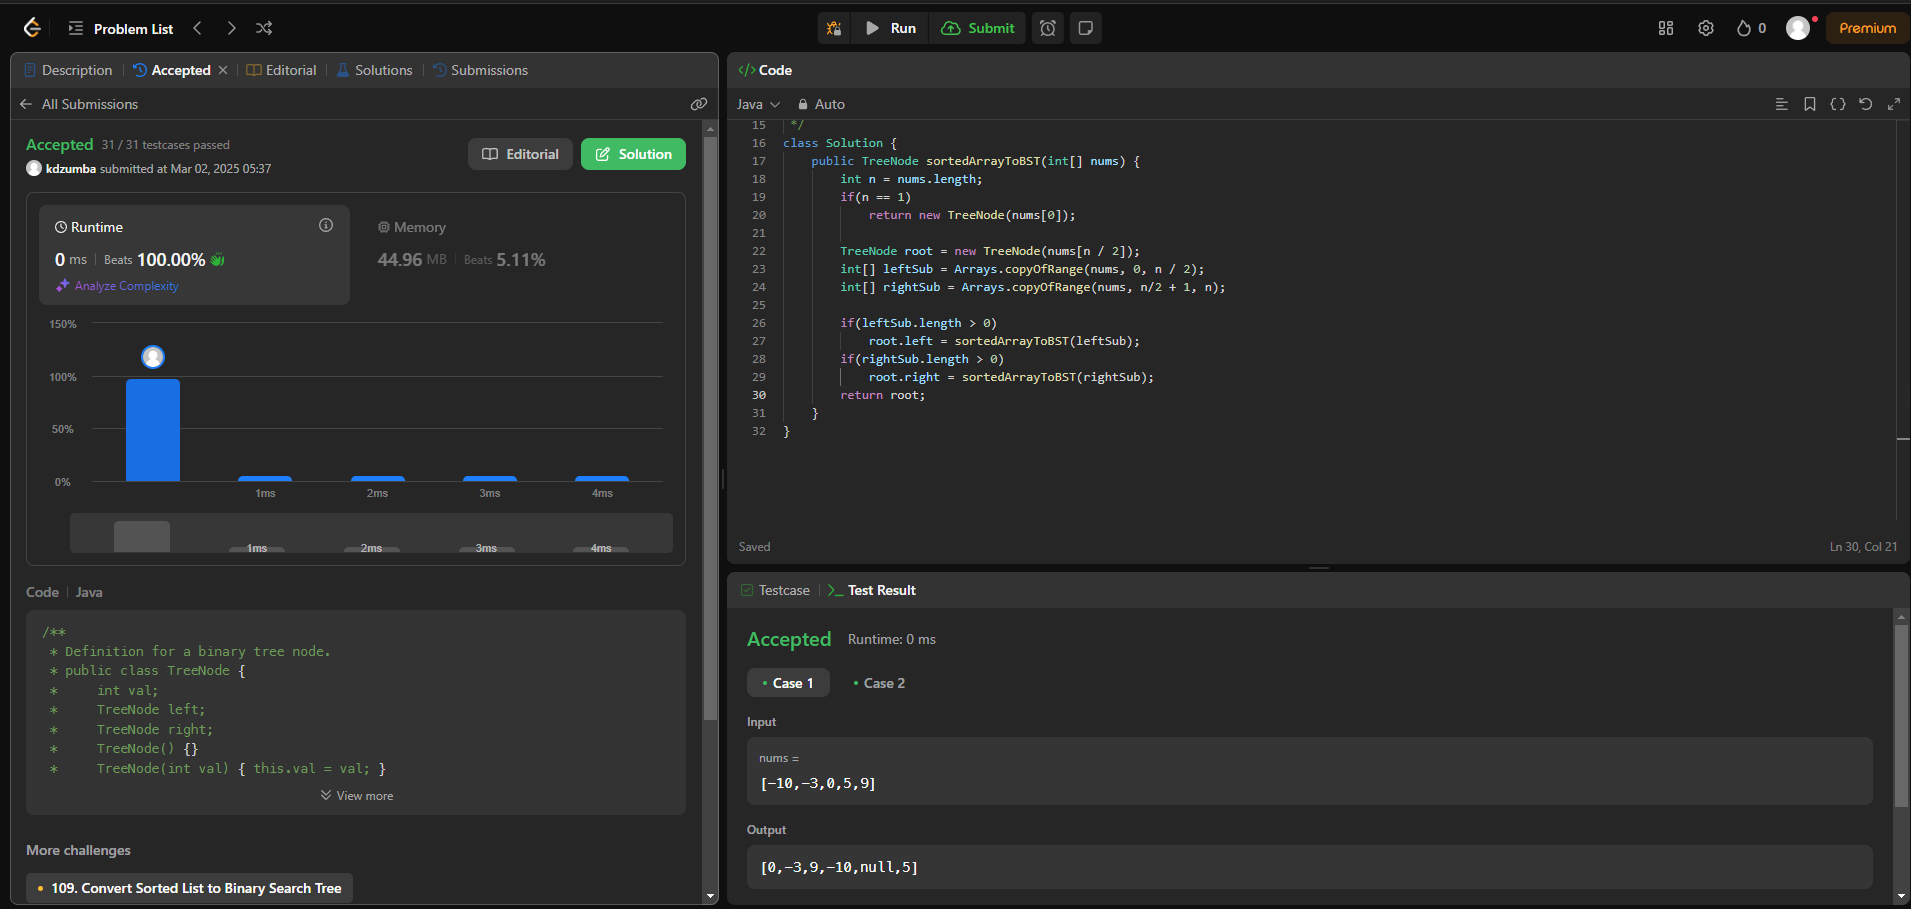 Problem List
Run
Submit
0
Premium
Description
Accepted
Editorial
Solutions
Submissions
All Submissions
Accepted 31 / 31 testcases passed
kdzumba submitted at Mar 02, 2025 05:37
Editorial
Solution
Runtime
0 ms Beats 100.00%
Analyze Complexity
Memory
44.96 MB Beats 5.11%
150%
100%
50%
0%
1ms 2ms 3ms 4ms
1ms 2ms 3ms 4ms
Code Java
/**
* Definition for a binary tree node.
* public class TreeNode {
* int val;
* TreeNode left;
* TreeNode right;
* TreeNode() {}
* TreeNode(int val) { this.val = val; }
View more
More challenges
109. Convert Sorted List to Binary Search Tree
</> Code
Java
Auto
15 */
16 class Solution {
17 public TreeNode sortedArrayToBST(int[] nums) {
18 int n = nums.length;
19 if(n == 1)
20 return new TreeNode(nums[0]);
21
22 TreeNode root = new TreeNode(nums[n / 2]);
23 int[] leftSub = Arrays.copyOfRange(nums, 0, n / 2);
24 int[] rightSub = Arrays.copyOfRange(nums, n/2 + 1, n);
25
26 if(leftSub.length > 0)
27 root.left = sortedArrayToBST(leftSub);
28 if(rightSub.length > 0)
29 root.right = sortedArrayToBST(rightSub);
30 return root;
31 }
32 }
Saved
Ln 30, Col 21
Testcase
Test Result
Accepted Runtime: 0 ms
Case 1
Case 2
Input
nums =
[-10,-3,0,5,9]
Output
[0,-3,9,-10,null,5]